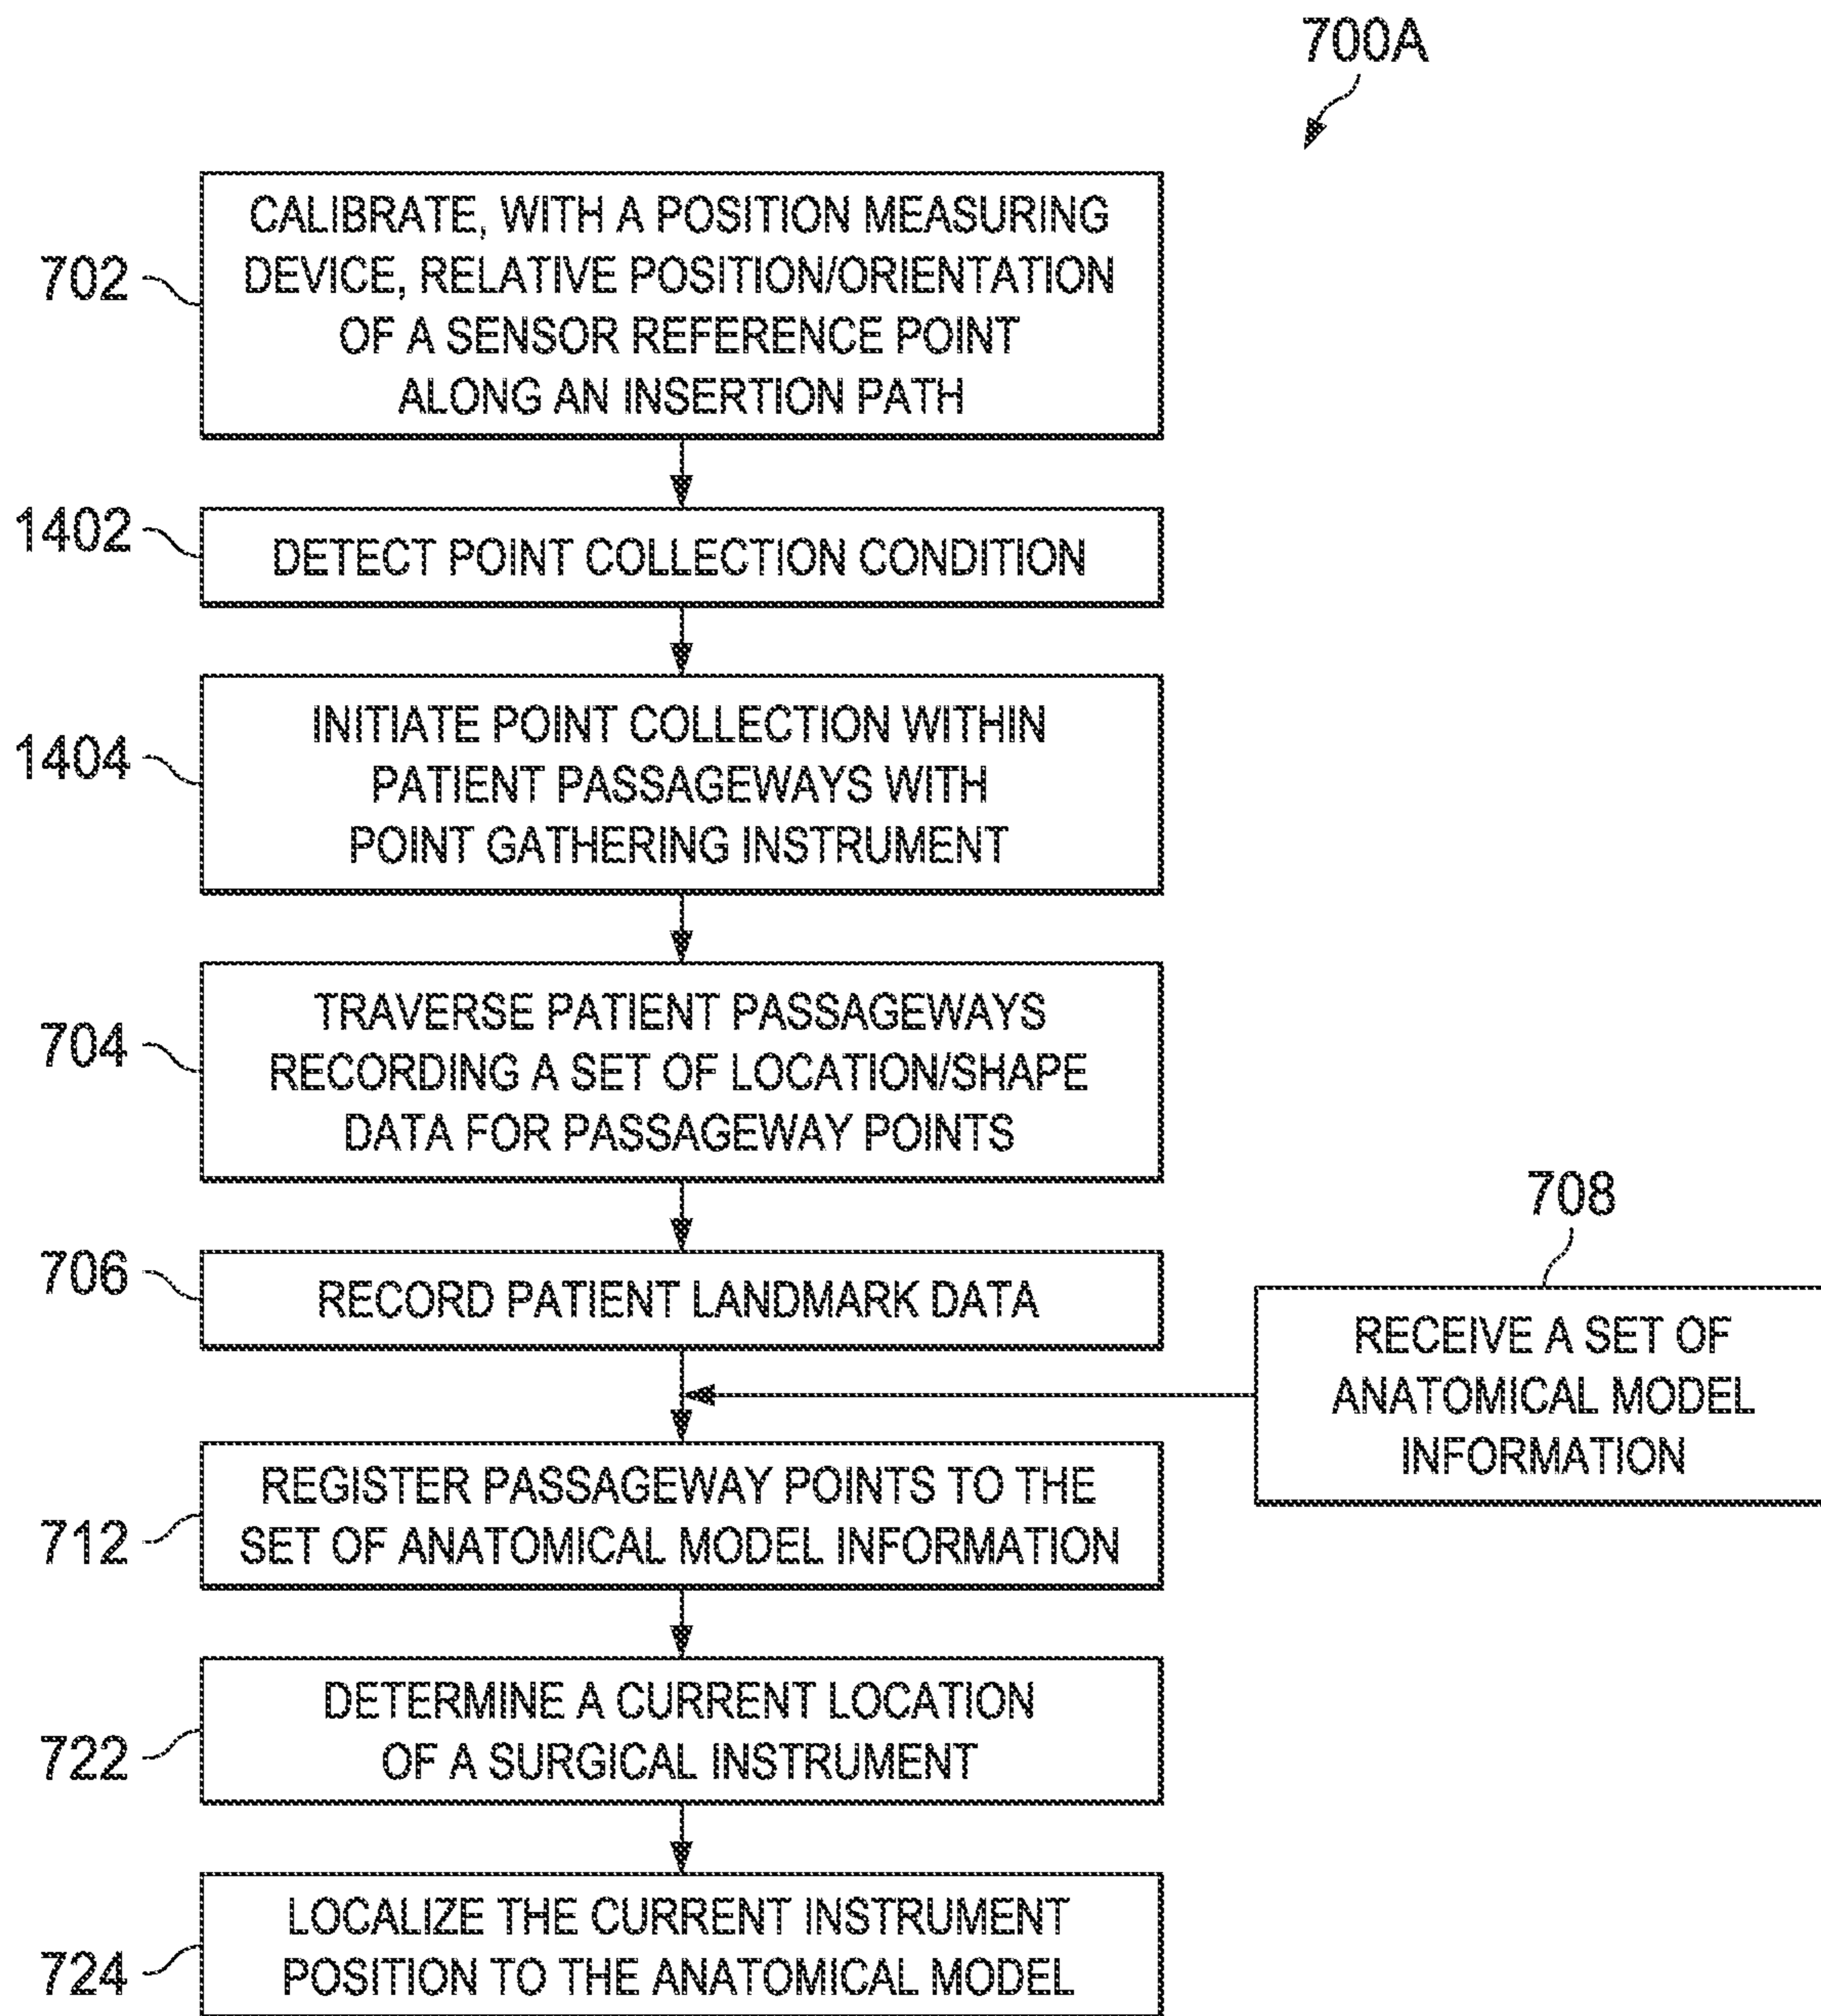 700A
702
CALIBRATE, WITH A POSITION MEASURING
DEVICE, RELATIVE POSITION/ORIENTATION
OF A SENSOR REFERENCE POINT
ALONG AN INSERTION PATH
1402
DETECT POINT COLLECTION CONDITION
1404
INITIATE POINT COLLECTION WITHIN
PATIENT PASSAGEWAYS WITH
POINT GATHERING INSTRUMENT
704
TRAVERSE PATIENT PASSAGEWAYS
RECORDING A SET OF LOCATION/SHAPE
DATA FOR PASSAGEWAY POINTS
706
RECORD PATIENT LANDMARK DATA
708
RECEIVE A SET OF
ANATOMICAL MODEL
INFORMATION
712
REGISTER PASSAGEWAY POINTS TO THE
SET OF ANATOMICAL MODEL INFORMATION
722
DETERMINE A CURRENT LOCATION
OF A SURGICAL INSTRUMENT
724
LOCALIZE THE CURRENT INSTRUMENT
POSITION TO THE ANATOMICAL MODEL